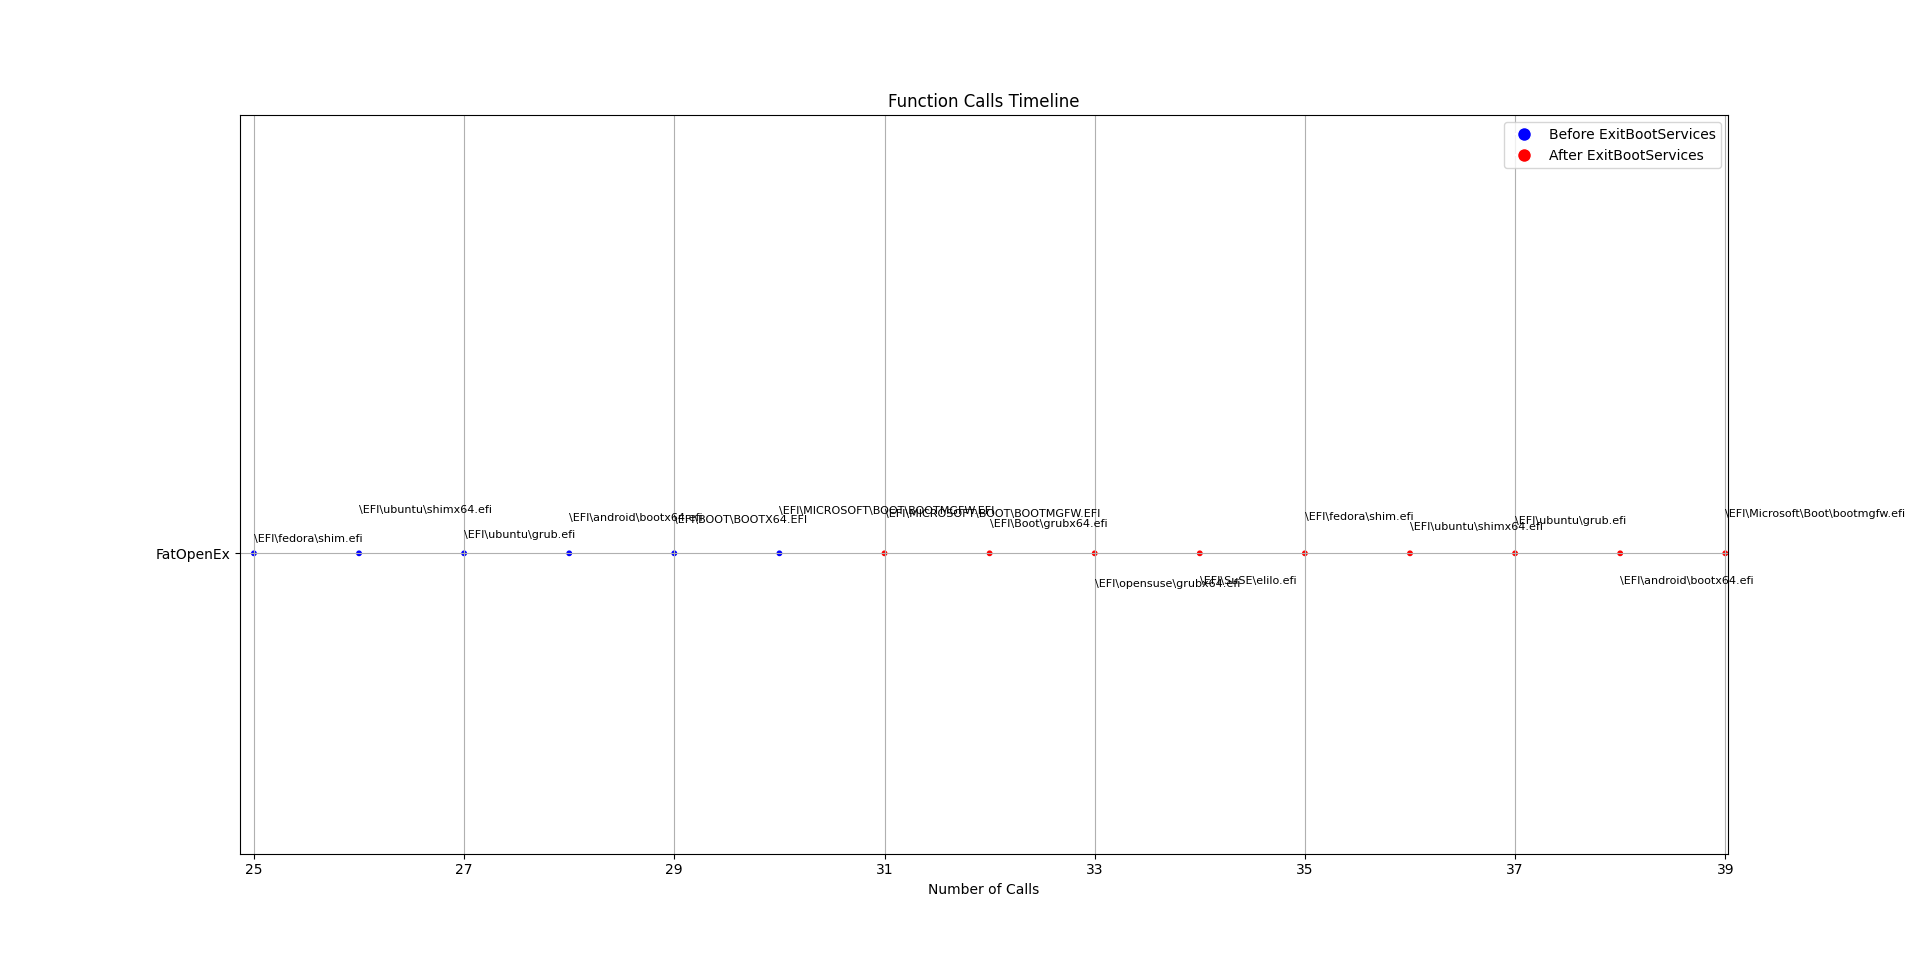 Function Calls Timeline
Before ExitBootServices
After ExitBootServices
\EFI\fedora\shim.efi
\EFI\ubuntu\shimx64.efi
\EFI\ubuntu\grub.efi
\EFI\android\bootx64.efi
\EFI\BOOT\BOOTX64.EFI
\EFI\MICROSOFT\BOOT\BOOTMGFW.EFI
\EFI\MICROSOFT\BOOT\BOOTMGFW.EFI
\EFI\Boot\grubx64.efi
\EFI\opensuse\grubx64.efi
\EFI\SuSE\elilo.efi
\EFI\fedora\shim.efi
\EFI\ubuntu\shimx64.efi
\EFI\ubuntu\grub.efi
\EFI\android\bootx64.efi
\EFI\Microsoft\Boot\bootmgfw.efi
FatOpenEx
25 27 29 31 33 35 37 39
Number of Calls